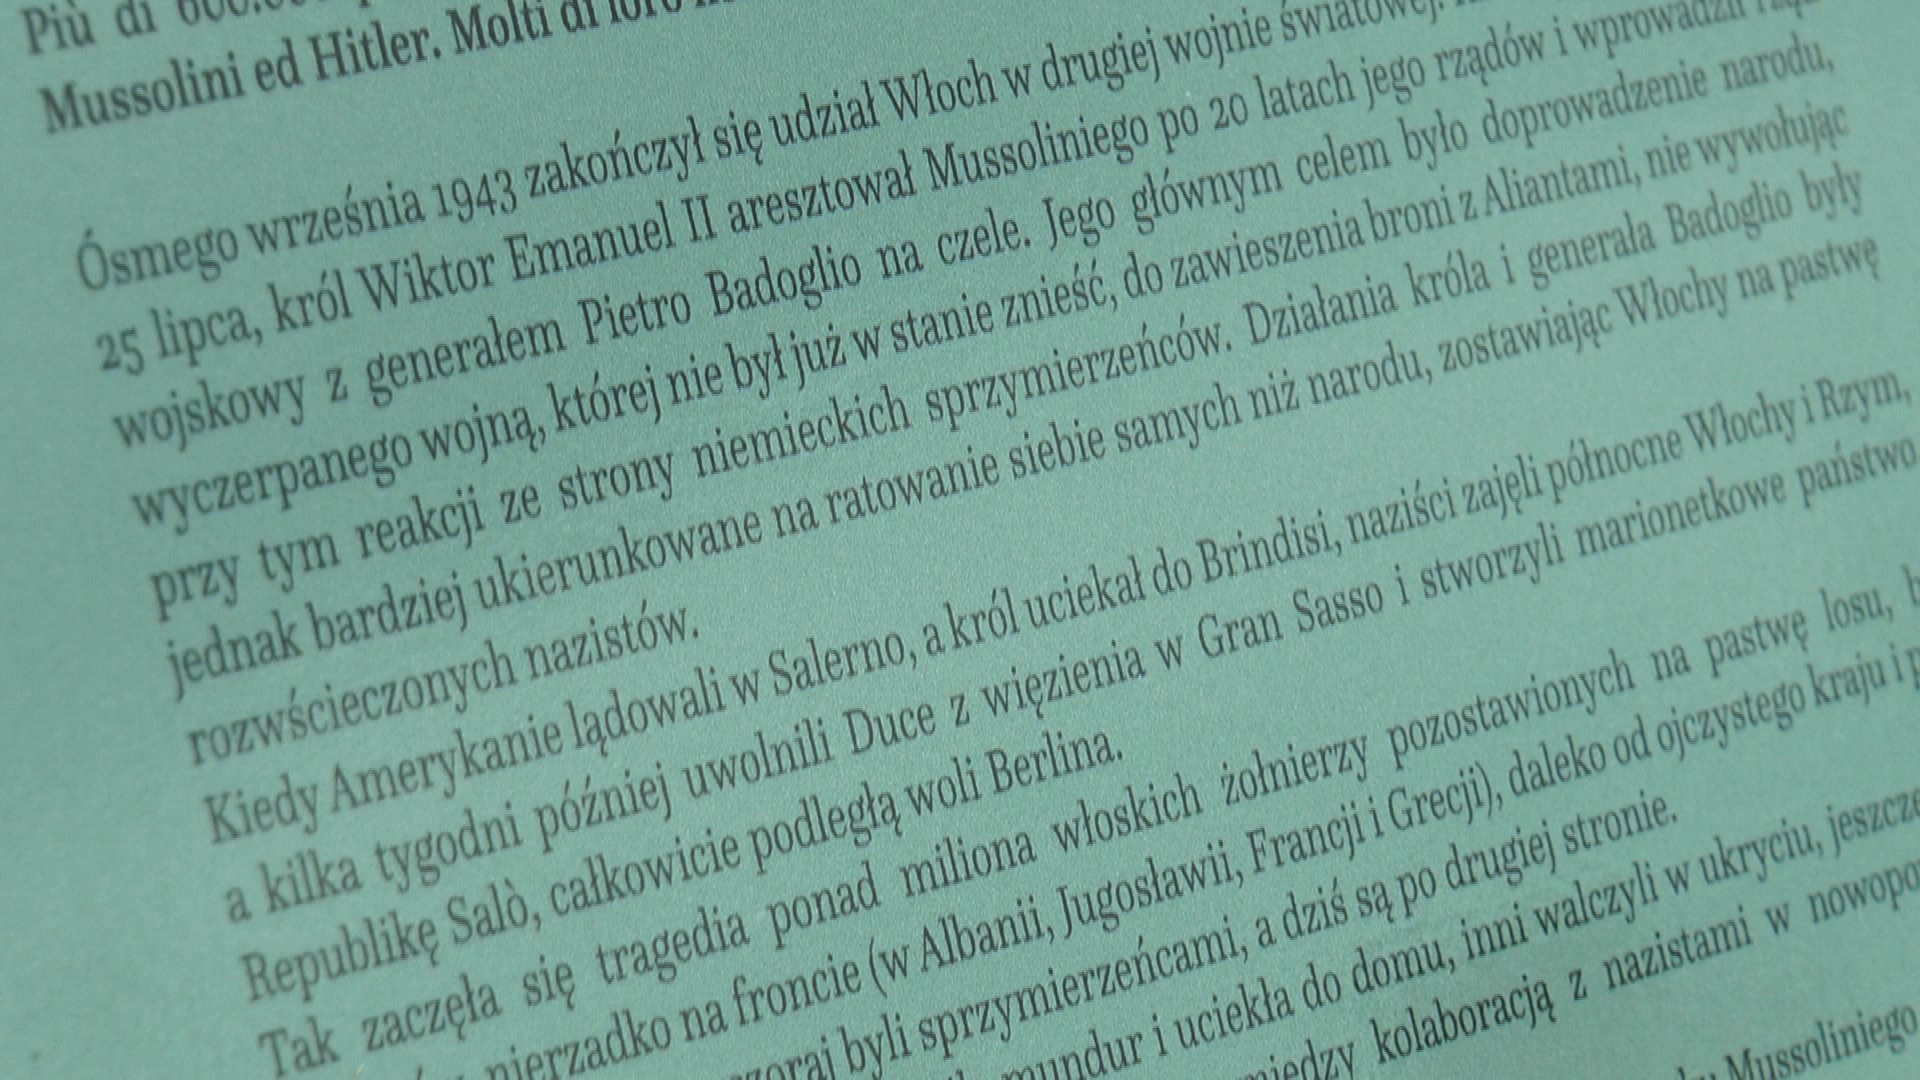 Più di 600.000
Mussolini ed Hitler. Molti di loro
Ósmego września 1943 zakończył się udział Włoch w drugiej wojnie światowej.
25 lipca, król Wiktor Emanuel II aresztował Mussoliniego po 20 latach jego rządów i wprowadził
wojskowy z generałem Pietro Badoglio na czele. Jego głównym celem było doprowadzenie narodu,
wyczerpanego wojną, której nie był już w stanie znieść, do zawieszenia broni z Aliantami, nie wywołując
przy tym reakcji ze strony niemieckich sprzymierzeńców. Działania króla i generała Badoglio były
jednak bardziej ukierunkowane na ratowanie siebie samych niż narodu, zostawiając Włochy na pastwę
rozwścieczonych nazistów.
Kiedy Amerykanie lądowali w Salerno, a król uciekał do Brindisi, naziści zajęli północne Włochy i Rzym,
a kilka tygodni później uwolnili Duce z więzienia w Gran Sasso i stworzyli marionetkowe państwo
Republikę Salò, całkowicie podległą woli Berlina.
Tak zaczęła się tragedia ponad miliona włoskich żołnierzy pozostawionych na pastwę losu,
nierzadko na froncie (w Albanii, Jugosławii, Francji i Grecji), daleko od ojczystego kraju i
byli sprzymierzeńcami, a dziś są po drugiej stronie.
mundur i uciekła do domu, inni walczyli w ukryciu, jeszcze
kolaboracją z nazistami w
Mussoliniego